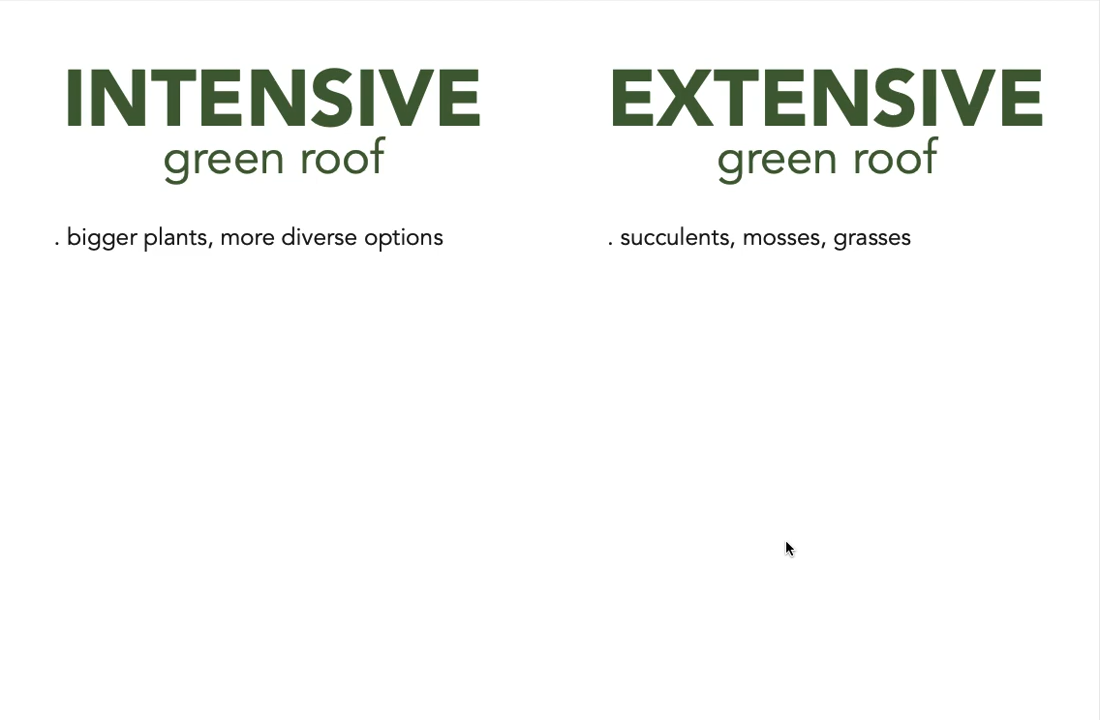 INTENSIVE
green roof
. bigger plants, more diverse options
EXTENSIVE
green roof
. succulents, mosses, grasses